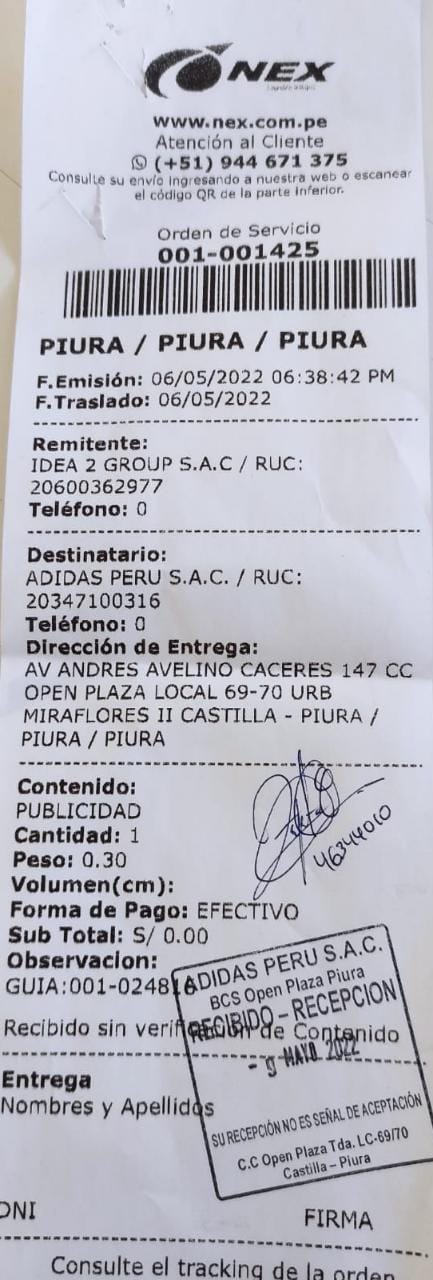 NEX
www.nex.com.pe
Atención al Cliente
(+51) 944 671 375
Consulte su envío ingresando a nuestra web o escanear
el código QR de la parte inferior.
Orden de Servicio
001-001425
PIURA / PIURA / PIURA
F.Emisión: 06/05/2022 06:38:42 PM
F.Traslado: 06/05/2022
Remitente:
IDEA 2 GROUP S.A.C / RUC:
20600362977
Teléfono: 0
Destinatario:
ADIDAS PERU S.A.C. / RUC:
20347100316
Teléfono: 0
Dirección de Entrega:
AV ANDRES AVELINO CACERES 147 CC
OPEN PLAZA LOCAL 69-70 URB
MIRAFLORES II CASTILLA - PIURA /
PIURA / PIURA
Contenido:
PUBLICIDAD
Cantidad: 1
Peso: 0.30
46344010
Volumen(cm):
Forma de Pago: EFECTIVO
Sub Total: S/ 0.00
Observacion:
GUIA:001-024816
Recibido sin verificación de Contenido
ADIDAS PERU S.A.C.
BCS Open Plaza Piura
RECIBIDO - RECEPCION
- 9 MAYO 2022
SU RECEPCIÓN NO ES SEÑAL DE ACEPTACIÓN
C.C Open Plaza Tda. LC-69/70
Castilla - Piura
Entrega
Nombres y Apellidos
DNI
FIRMA
Consulte el tracking de la orden